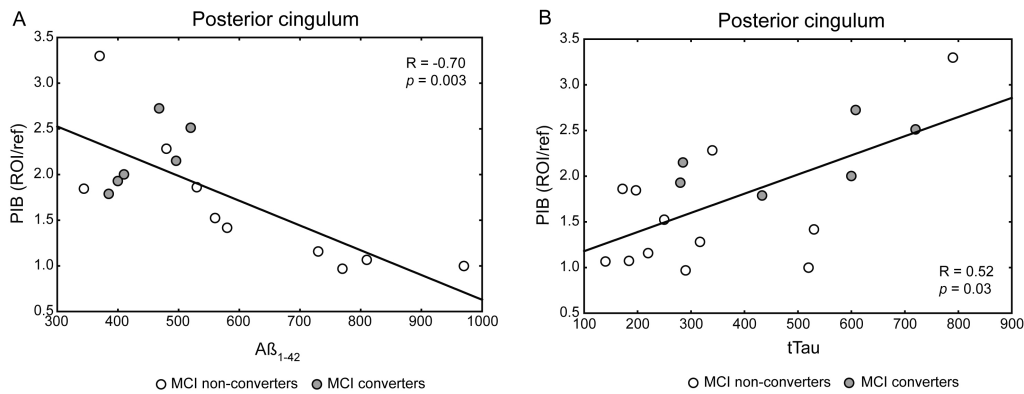 A
Posterior cingulum
3.5
3.0
2.5
2.0
1.5
1.0
0.5
PIB (ROI/ref)
R = -0.70
p = 0.003
300 400 500 600 700 800 900 1000
Aß1-42
MCI non-converters MCI converters
B
Posterior cingulum
3.5
3.0
2.5
2.0
1.5
1.0
0.5
PIB (ROI/ref)
R = 0.52
p = 0.03
100 200 300 400 500 600 700 800 900
tTau
MCI non-converters MCI converters